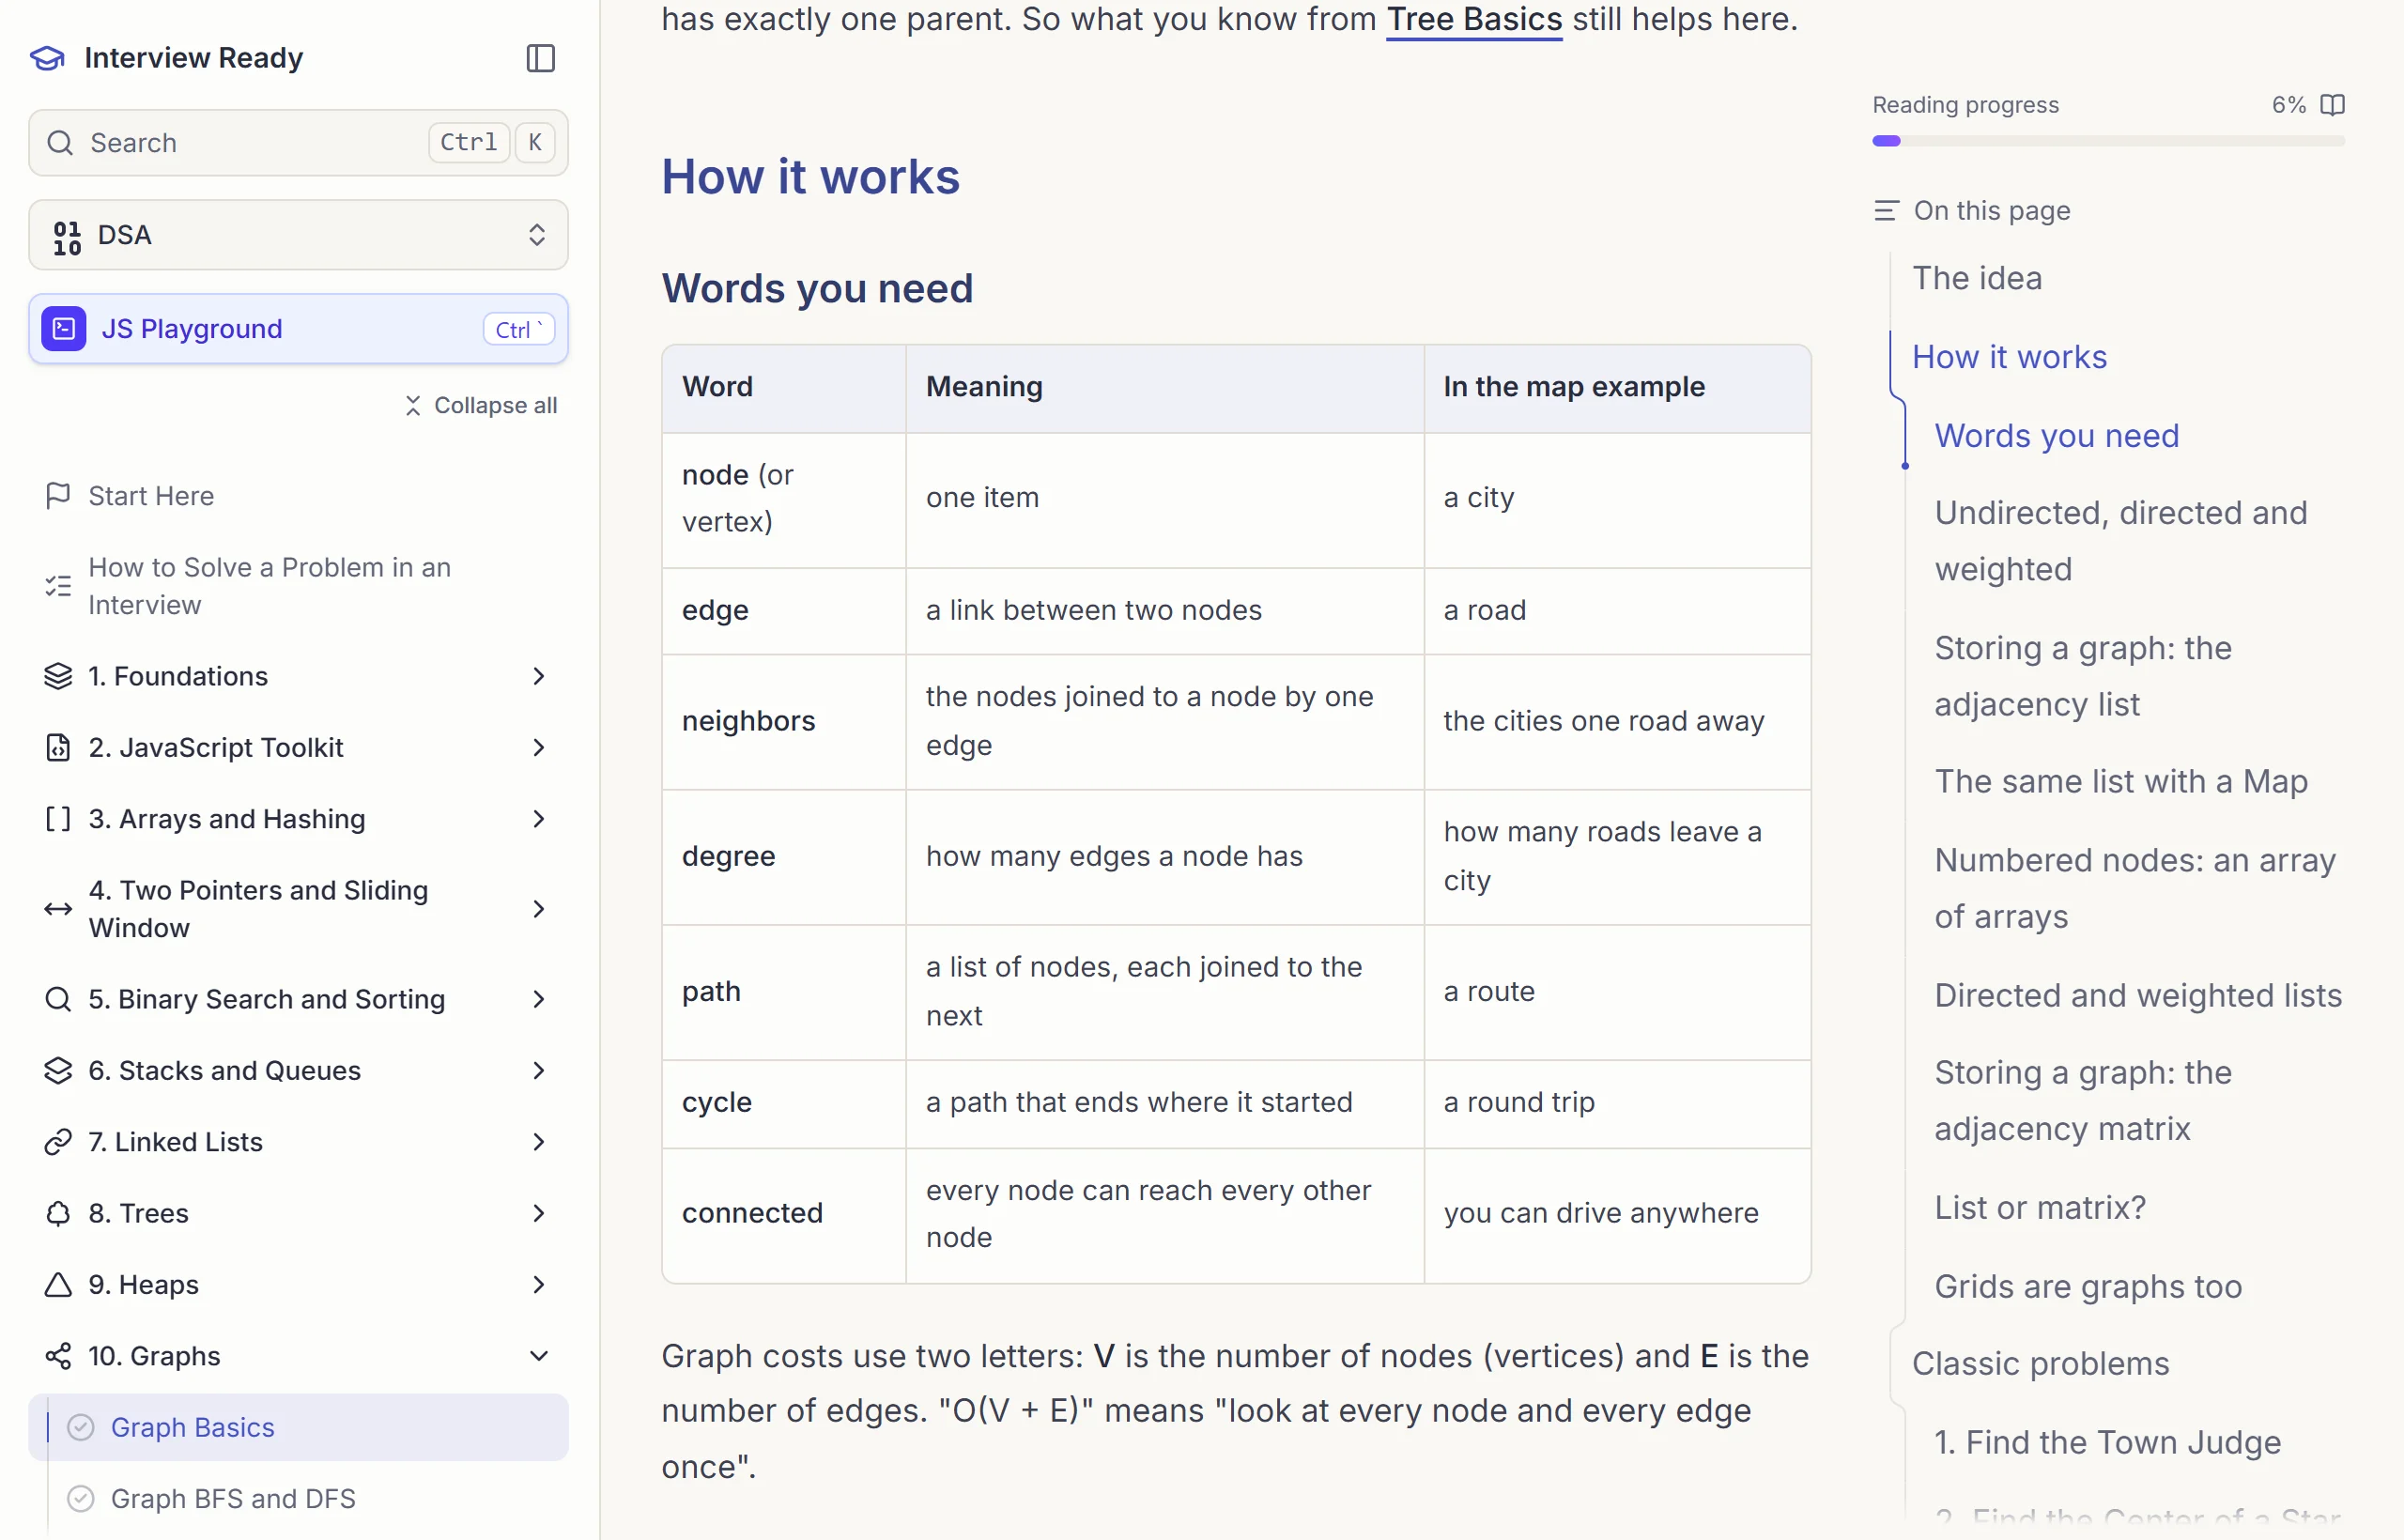 Interview Ready
Search
Ctrl K
DSA
JS Playground
Ctrl `
Collapse all
Start Here
How to Solve a Problem in an
Interview
1. Foundations
2. JavaScript Toolkit
3. Arrays and Hashing
4. Two Pointers and Sliding
Window
5. Binary Search and Sorting
6. Stacks and Queues
7. Linked Lists
8. Trees
9. Heaps
10. Graphs
Graph Basics
Graph BFS and DFS
has exactly one parent. So what you know from Tree Basics still helps here.
How it works
Words you need
Word Meaning In the map example
node (or
vertex)
one item
a city
edge
a link between two nodes
a road
neighbors
the nodes joined to a node by one
edge
the cities one road away
degree
how many edges a node has
how many roads leave a
city
path
a list of nodes, each joined to the
next
a route
cycle
a path that ends where it started
a round trip
connected
every node can reach every other
node
you can drive anywhere
Graph costs use two letters: V is the number of nodes (vertices) and E is the
number of edges. "O(V + E)" means "look at every node and every edge
once".
Reading progress
6%
On this page
The idea
How it works
Words you need
Undirected, directed and
weighted
Storing a graph: the
adjacency list
The same list with a Map
Numbered nodes: an array
of arrays
Directed and weighted lists
Storing a graph: the
adjacency matrix
List or matrix?
Grids are graphs too
Classic problems
1. Find the Town Judge
2. Find the Center of a Star